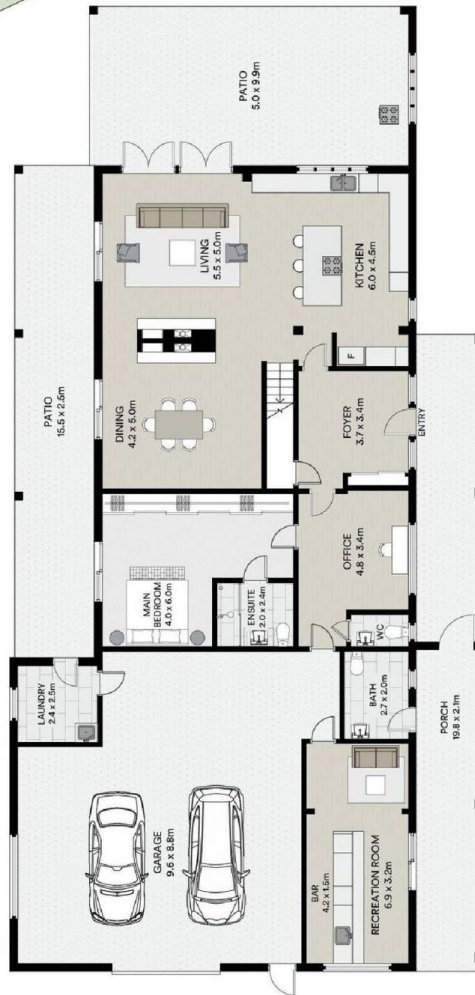 PATIO
5.0 x 9.9m
LIVING
5.5 x 5.0m
KITCHEN
6.0 x 4.5m
F
PATIO
15.5 x 2.5m
DINING
4.2 x 5.0m
FOYER
3.7 x 3.4m
ENTRY
OFFICE
4.8 x 3.4m
MAIN
BEDROOM
4.0 x 6.0m
ENSUITE
2.0 x 2.4m
WC
LAUNDRY
2.4 x 2.5m
BATH
2.7 x 2.0m
PORCH
19.8 x 2.1m
GARAGE
9.6 x 8.8m
BAR
4.2 x 1.5m
RECREATION ROOM
6.9 x 3.2m